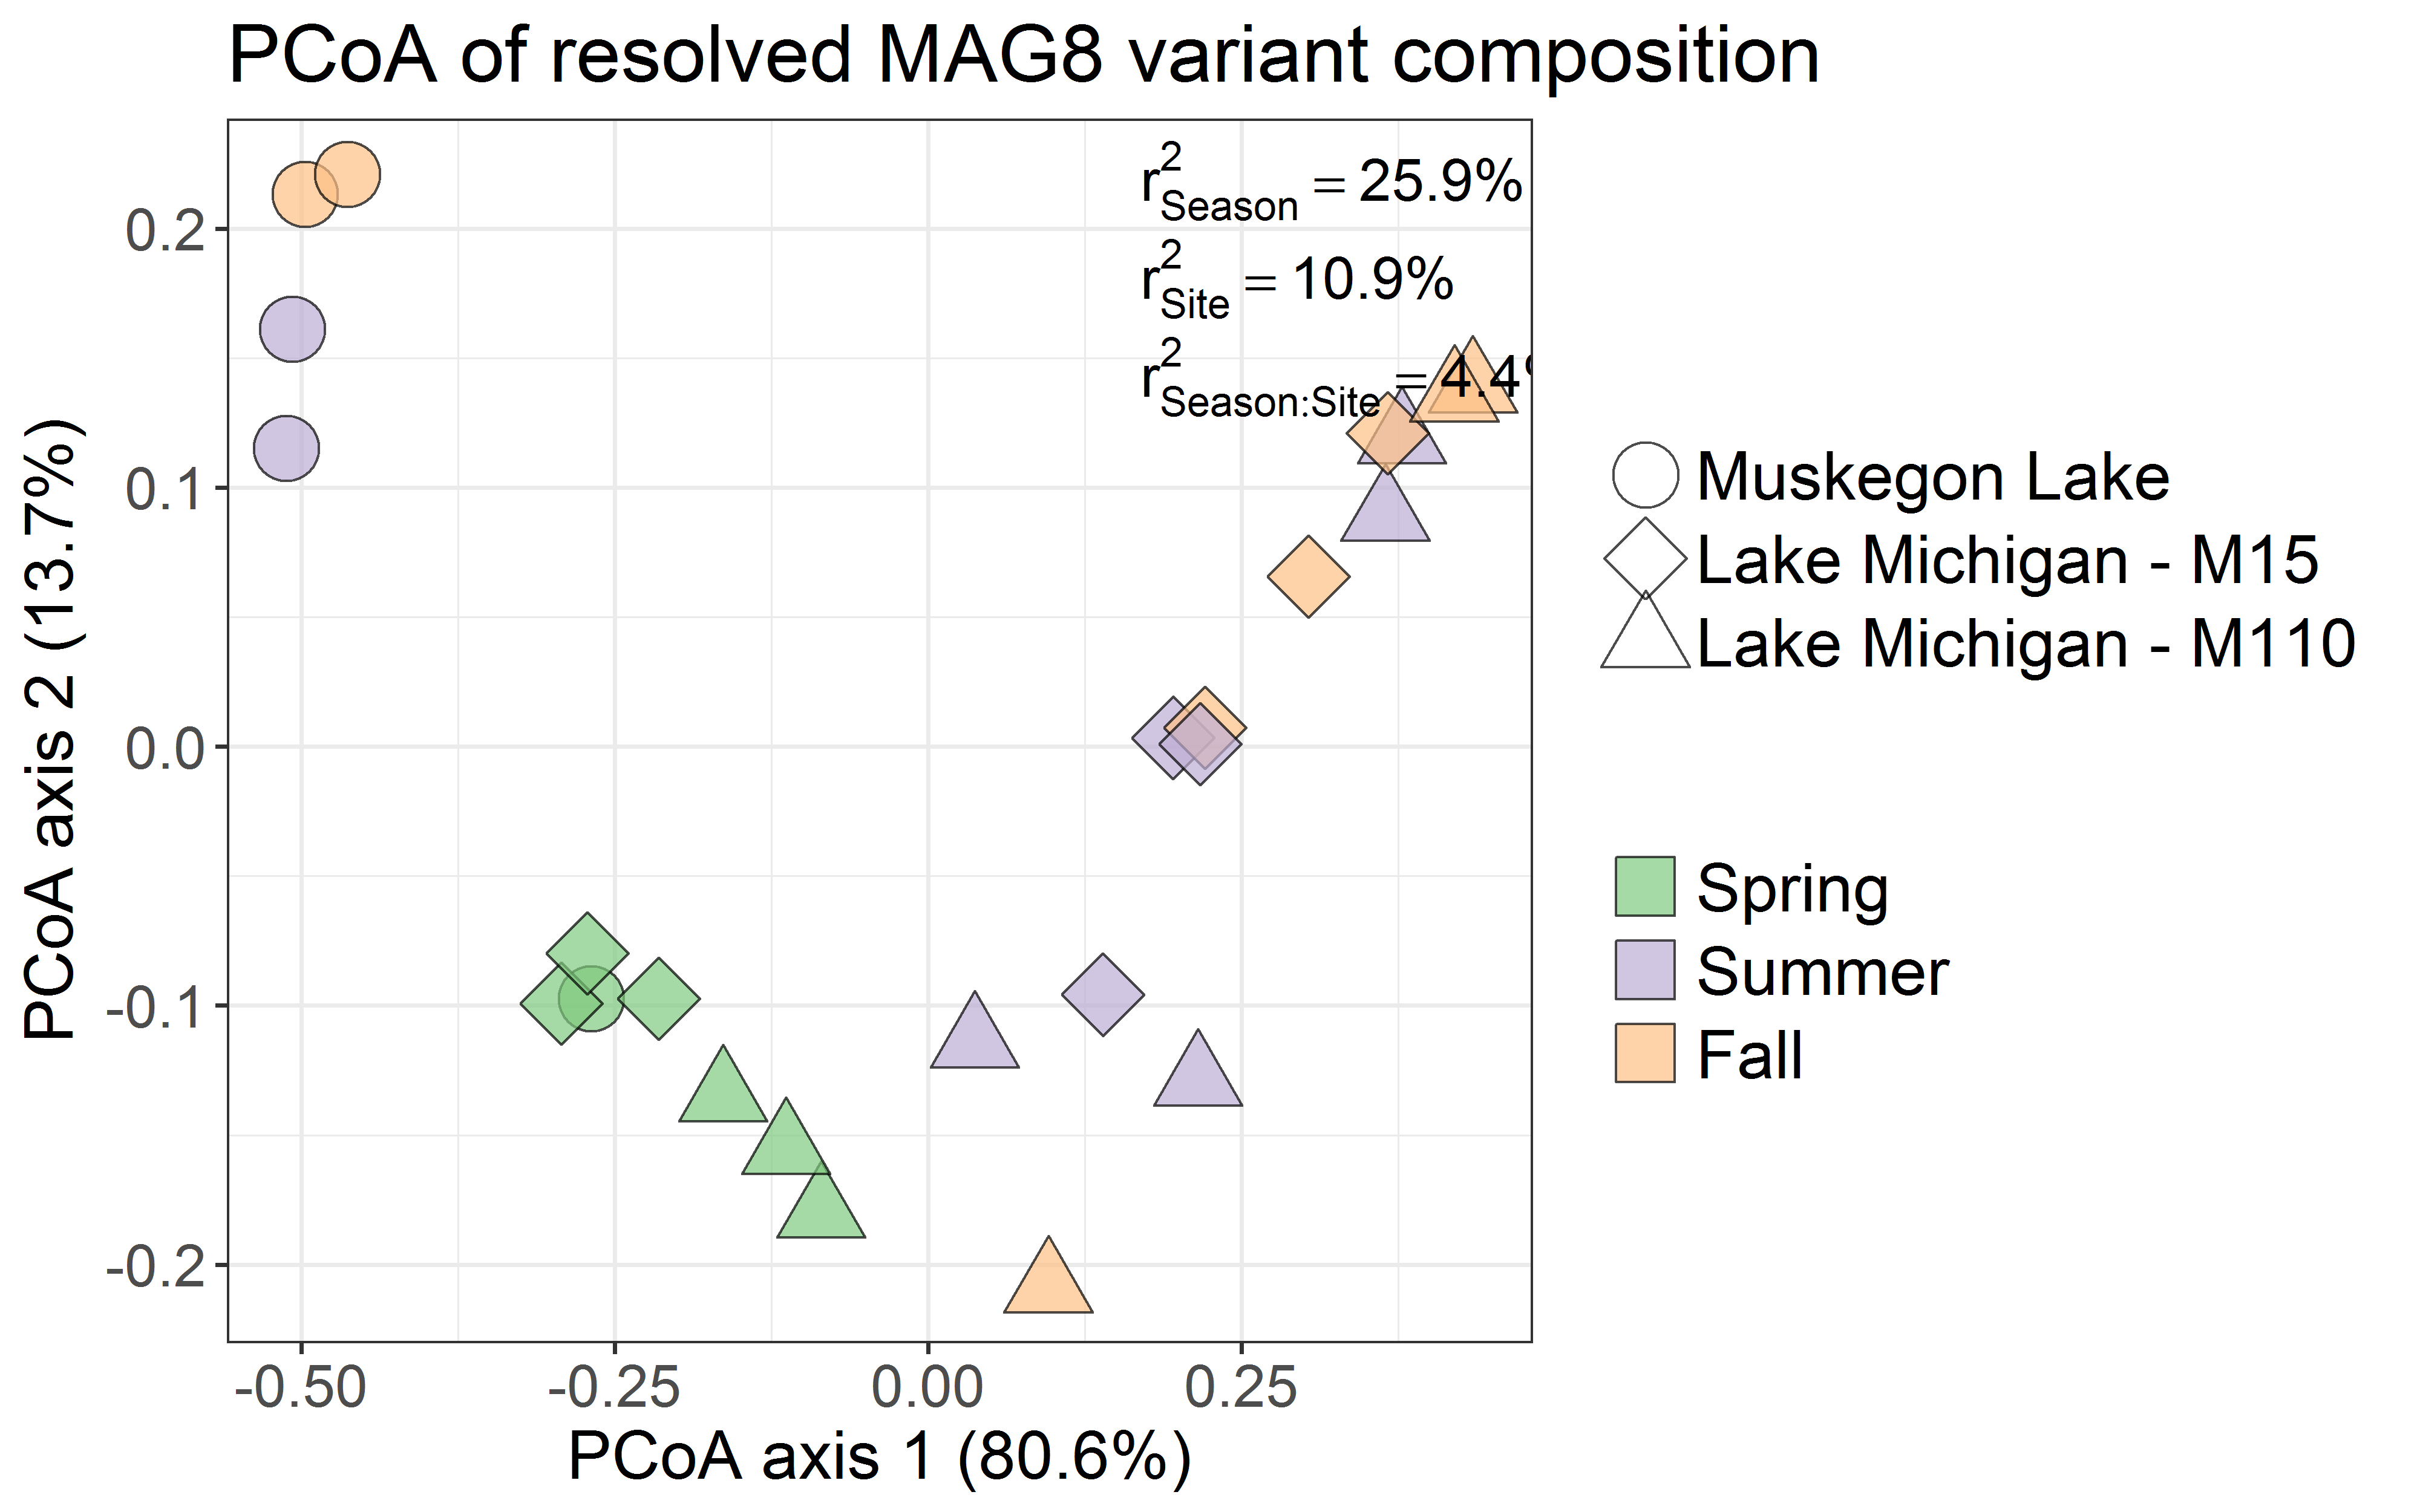 PCoA of resolved MAG8 variant composition
r²Season = 25.9%
r²Site = 10.9%
r²Season:Site = 4.4%
0.2
0.1
0.0
-0.1
-0.2
PCoA axis 2 (13.7%)
-0.50 -0.25 0.00 0.25
PCoA axis 1 (80.6%)
Muskegon Lake
Lake Michigan - M15
Lake Michigan - M110
Spring
Summer
Fall